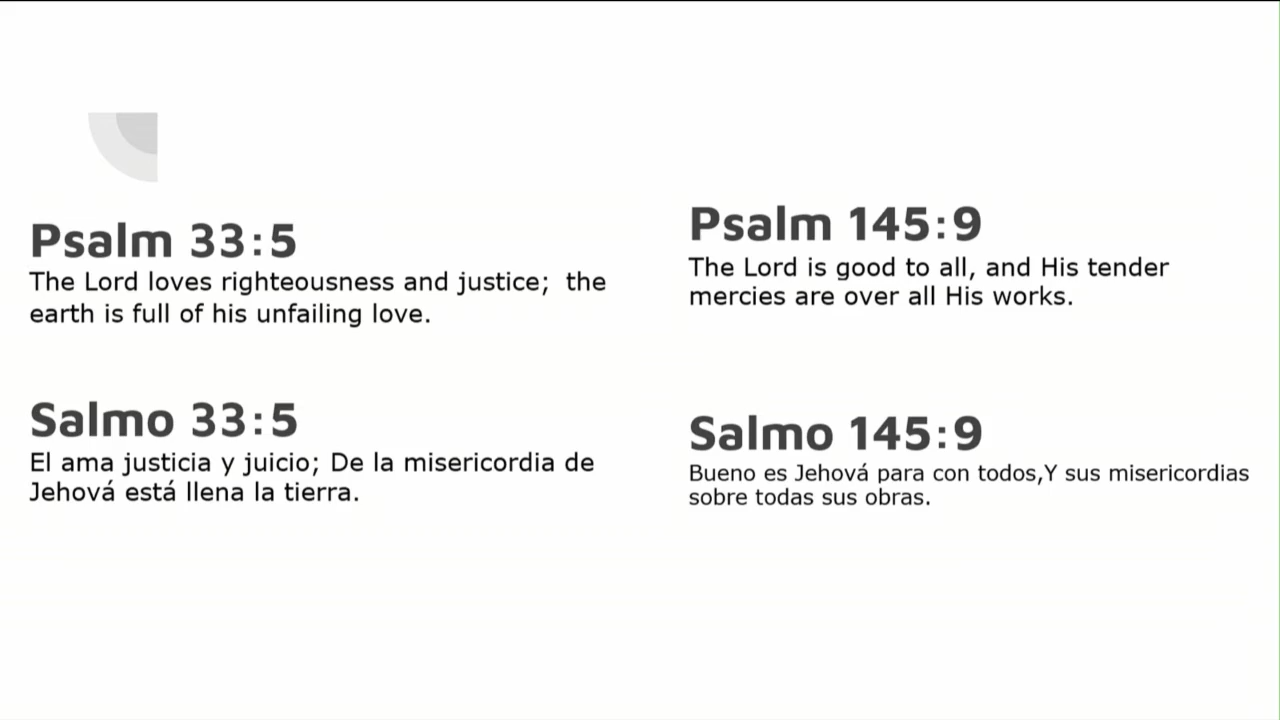 Psalm 33:5
The Lord loves righteousness and justice;  the
earth is full of his unfailing love.
Salmo 33:5
El ama justicia y juicio; De la misericordia de
Jehová está llena la tierra.
Psalm 145:9
The Lord is good to all, and His tender
mercies are over all His works.
Salmo 145:9
Bueno es Jehová para con todos,Y sus misericordias
sobre todas sus obras.